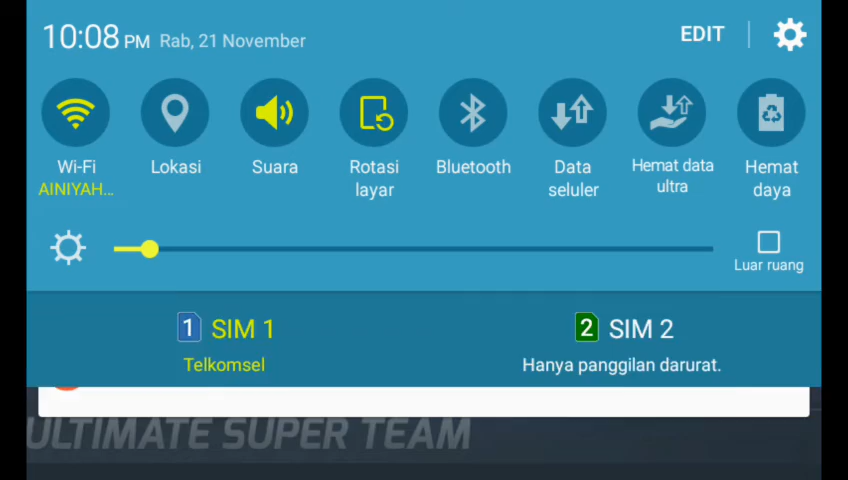 10:08 PM Rab, 21 November EDIT
Wi-Fi
AINIYAH...
Lokasi
Suara
Rotasi
layar
Bluetooth
Data
seluler
Hemat data
ultra
Hemat
daya
Luar ruang
1 SIM 1
Telkomsel
2 SIM 2
Hanya panggilan darurat.
ULTIMATE SUPER TEAM